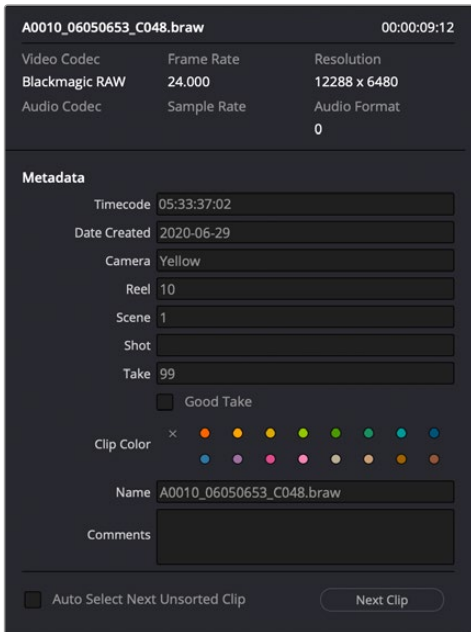 A0010_06050653_C048.braw 00:00:09:12
Video Codec Frame Rate Resolution
Blackmagic RAW 24.000 12288 x 6480
Audio Codec Sample Rate Audio Format
0
Metadata
Timecode 05:33:37:02
Date Created 2020-06-29
Camera Yellow
Reel 10
Scene 1
Shot
Take 99
Good Take
Clip Color ×
Name A0010_06050653_C048.braw
Comments
Auto Select Next Unsorted Clip Next Clip